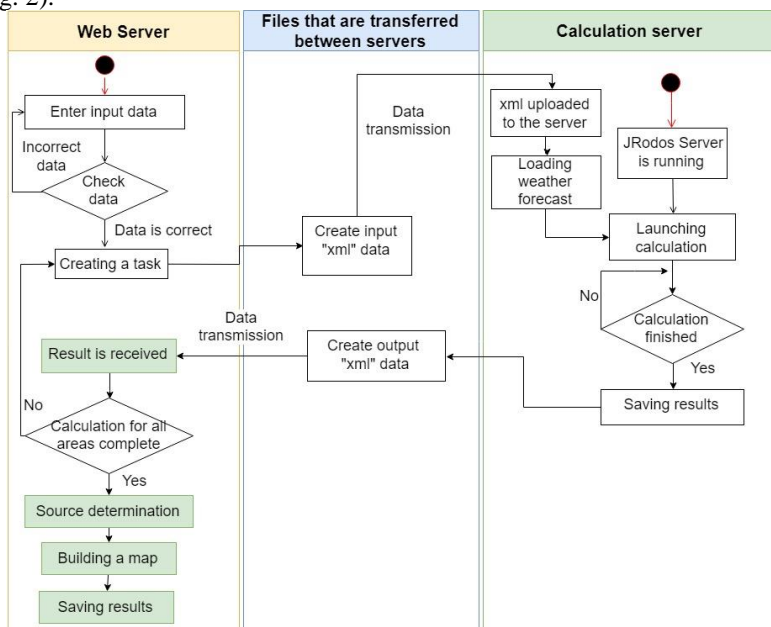 g. 2).
Web Server
Files that are transferred
between servers
Calculation server
Enter input data
Incorrect
data
Check
data
Data is correct
Creating a task
Data
transmission
Create input
"xml" data
xml uploaded
to the server
Loading
weather
forecast
JRodos Server
is running
Launching
calculation
No
Calculation
finished
Yes
Saving results
Create output
"xml" data
Data
transmission
Result is received
No
Calculation for all
areas complete
Yes
Source determination
Building a map
Saving results